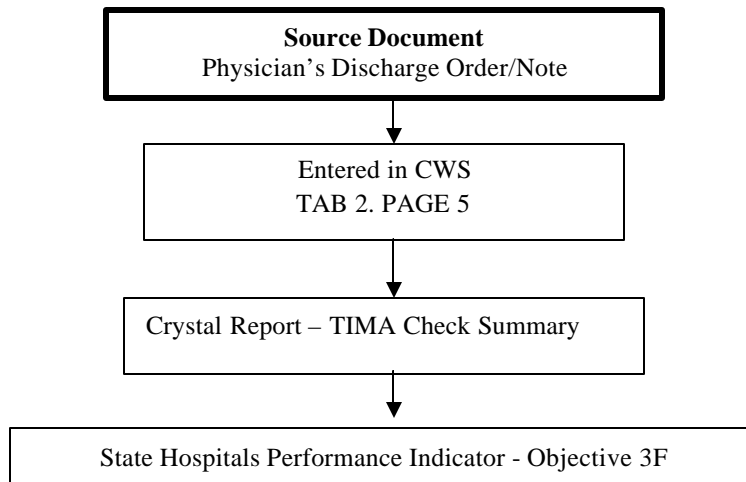 Source Document
Physician’s Discharge Order/Note
Entered in CWS
TAB 2. PAGE 5
Crystal Report – TIMA Check Summary
State Hospitals Performance Indicator - Objective 3F